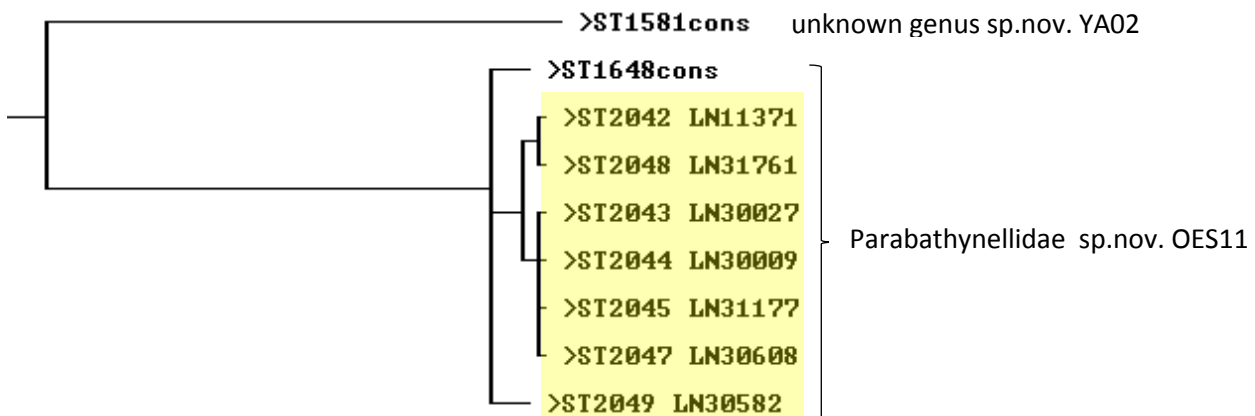 >ST1581cons unknown genus sp.nov. YA02
>ST1648cons
>ST2042 LN11371
>ST2048 LN31761
>ST2043 LN30027
>ST2044 LN30009
Parabathynellidae sp.nov. OES11
>ST2045 LN31177
>ST2047 LN30608
>ST2049 LN30582